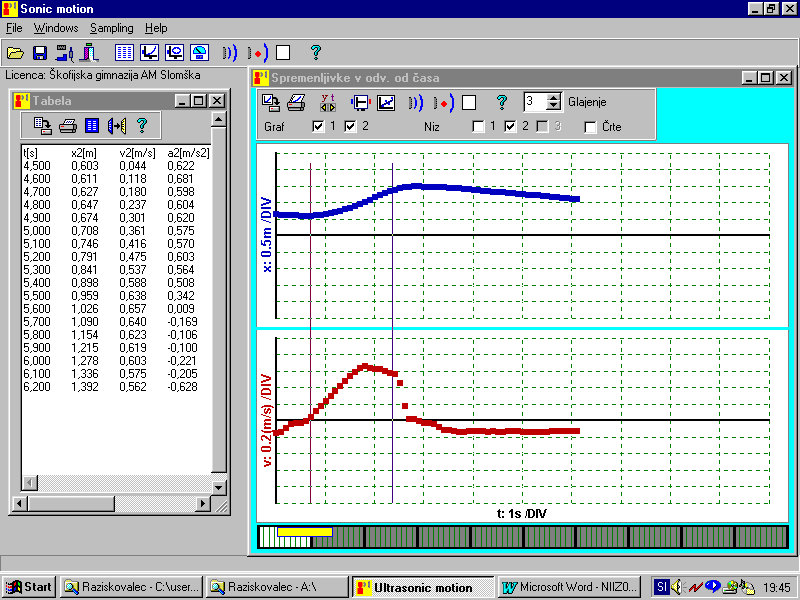 Sonic motion
File Windows Sampling Help
Licenca: Škofijska gimnazija AM Slomška
Tabela
t[s] x2[m] v2[m/s] a2[m/s2]
4,500 0,603 0,044 0,622
4,600 0,611 0,118 0,681
4,700 0,627 0,180 0,598
4,800 0,647 0,237 0,604
4,900 0,674 0,301 0,620
5,000 0,708 0,361 0,575
5,100 0,746 0,416 0,570
5,200 0,791 0,475 0,603
5,300 0,841 0,537 0,564
5,400 0,898 0,588 0,508
5,500 0,959 0,638 0,342
5,600 1,026 0,657 0,009
5,700 1,090 0,640 -0,169
5,800 1,154 0,623 -0,106
5,900 1,215 0,619 -0,100
6,000 1,278 0,603 -0,221
6,100 1,336 0,575 -0,205
6,200 1,392 0,562 -0,628
Spremenljivke v odv. od časa
y t
3 Glajenje
Graf 1 2 Niz 1 2 3 Črte
x: 0.5m /DIV
v: 0.2(m/s) /DIV
t: 1s /DIV
Start
Raziskovalec - C:\user...
Raziskovalec - A:\
Ultrasonic motion
Microsoft Word - NIIZ0...
SI
19:45